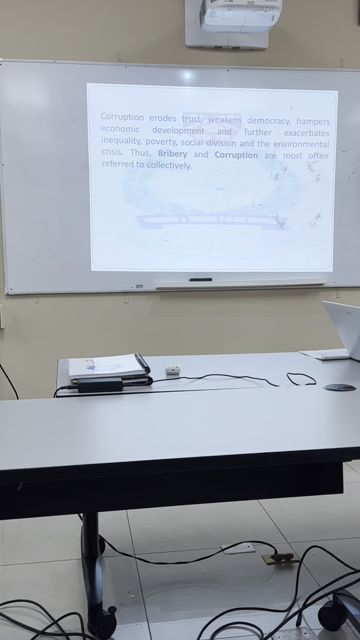 Corruption erodes trust, weakens democracy, hampers
economic development and further exacerbates
inequality, poverty, social division and the environmental
crisis. Thus, Bribery and Corruption are most often
referred to collectively.